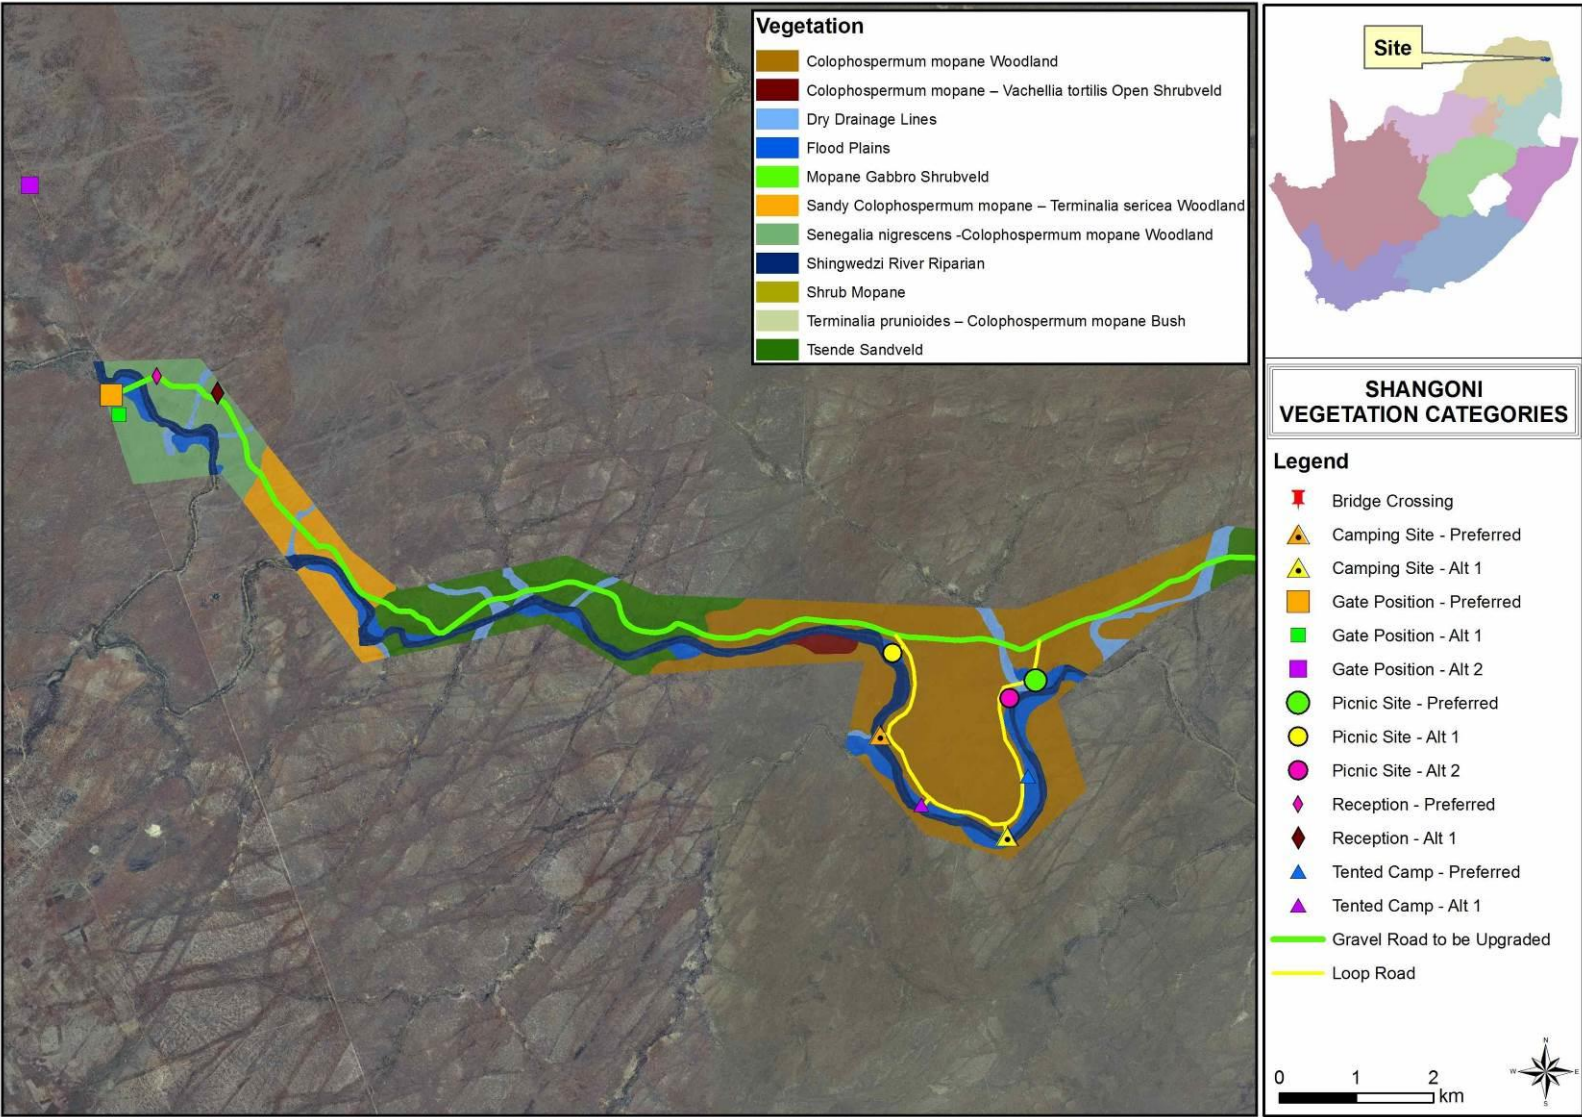 Vegetation
Colophospermum mopane Woodland
Colophospermum mopane – Vachellia tortilis Open Shrubveld
Dry Drainage Lines
Flood Plains
Mopane Gabbro Shrubveld
Sandy Colophospermum mopane – Terminalia sericea Woodland
Senegalia nigrescens -Colophospermum mopane Woodland
Shingwedzi River Riparian
Shrub Mopane
Terminalia prunioides – Colophospermum mopane Bush
Tsende Sandveld
Site
SHANGONI
VEGETATION CATEGORIES
Legend
Bridge Crossing
Camping Site - Preferred
Camping Site - Alt 1
Gate Position - Preferred
Gate Position - Alt 1
Gate Position - Alt 2
Picnic Site - Preferred
Picnic Site - Alt 1
Picnic Site - Alt 2
Reception - Preferred
Reception - Alt 1
Tented Camp - Preferred
Tented Camp - Alt 1
Gravel Road to be Upgraded
Loop Road
0 1 2
km
N
W E
S